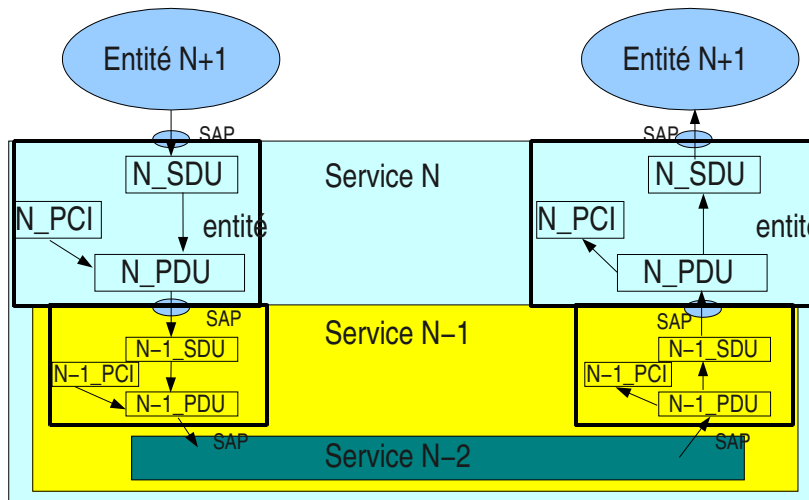 Entité N+1
Entité N+1
SAP
SAP
N_SDU
Service N
N_SDU
N_PCI
entité
N_PCI
entité
N_PDU
N_PDU
SAP
Service N−1
SAP
N−1_SDU
N−1_SDU
N−1_PCI
N−1_PCI
N−1_PDU
N−1_PDU
SAP
Service N−2
SAP